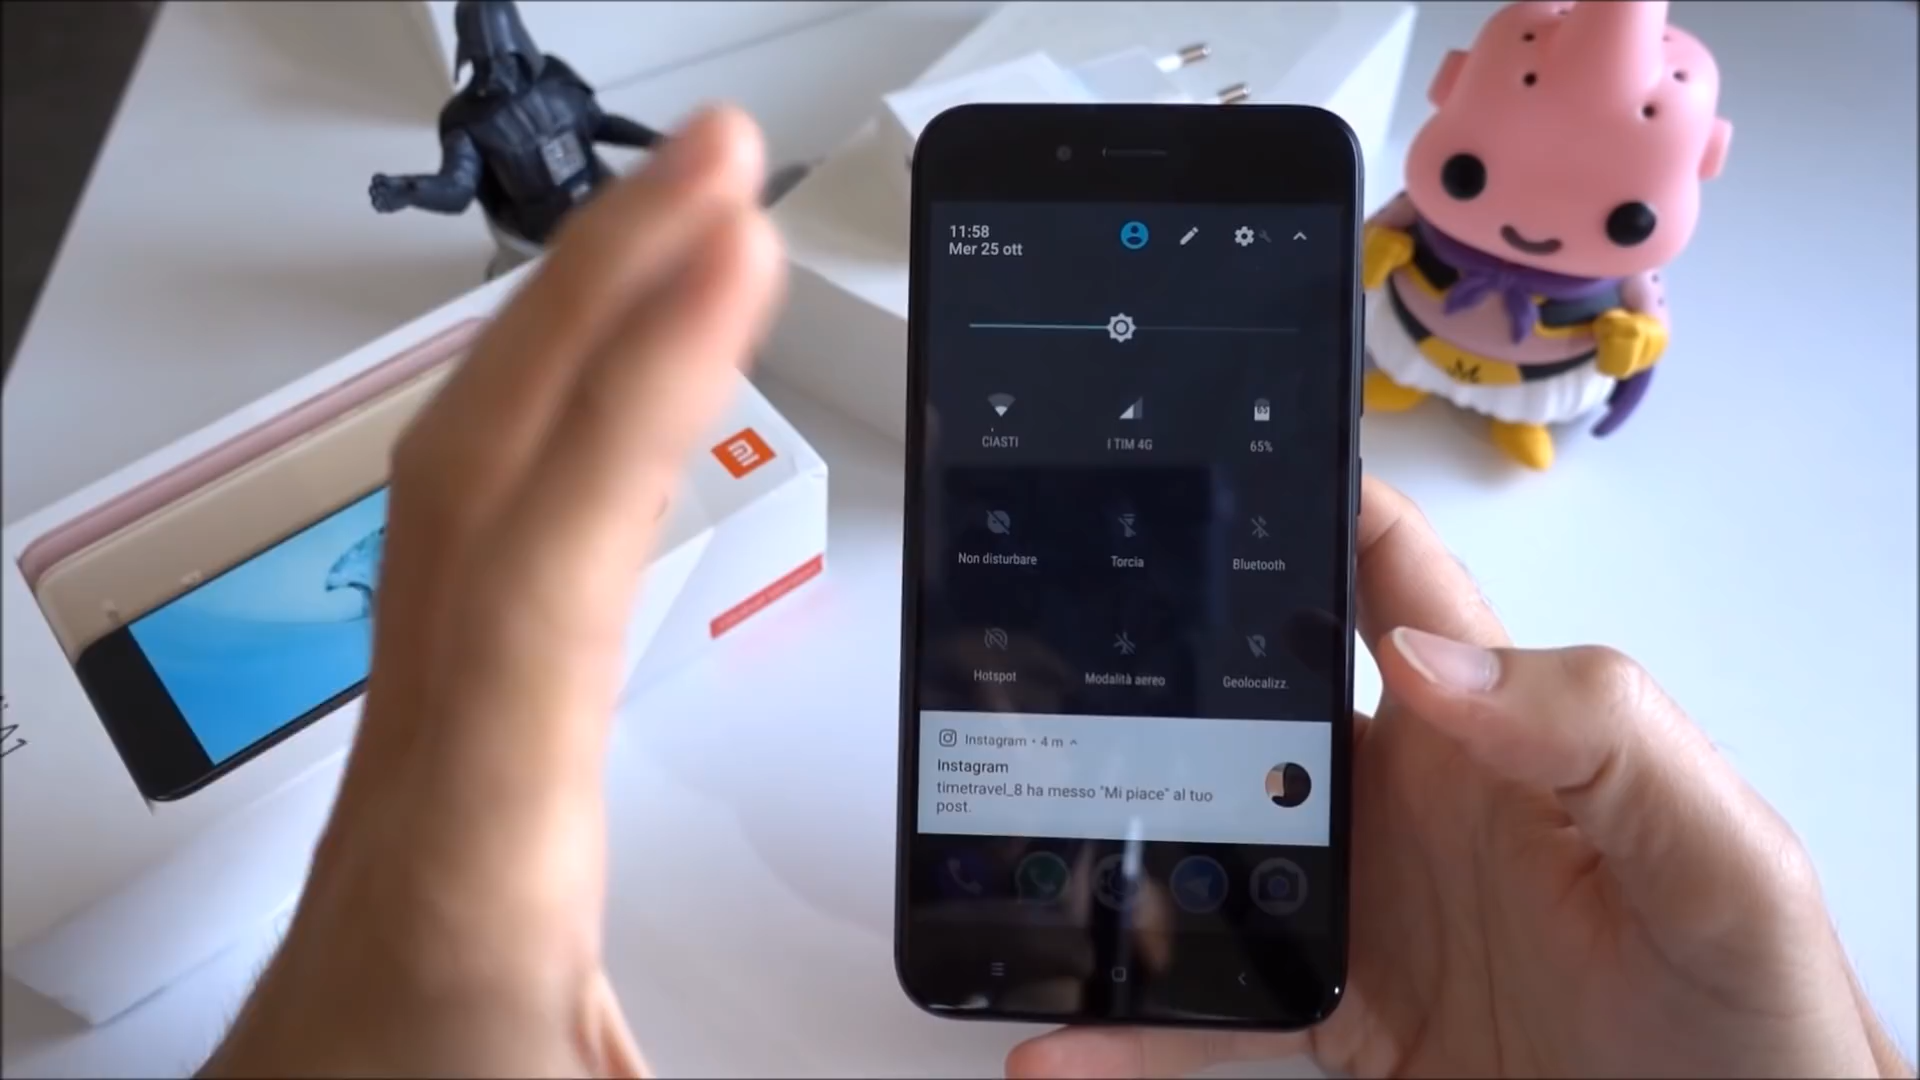 11:58
Mer 25 ott
CIASTI
I TIM 4G
65%
Non disturbare
Torcia
Bluetooth
Hotspot
Modalità aereo
Geolocalizz.
Instagram • 4 m
Instagram
timetravel_8 ha messo "Mi piace" al tuo
post.
M